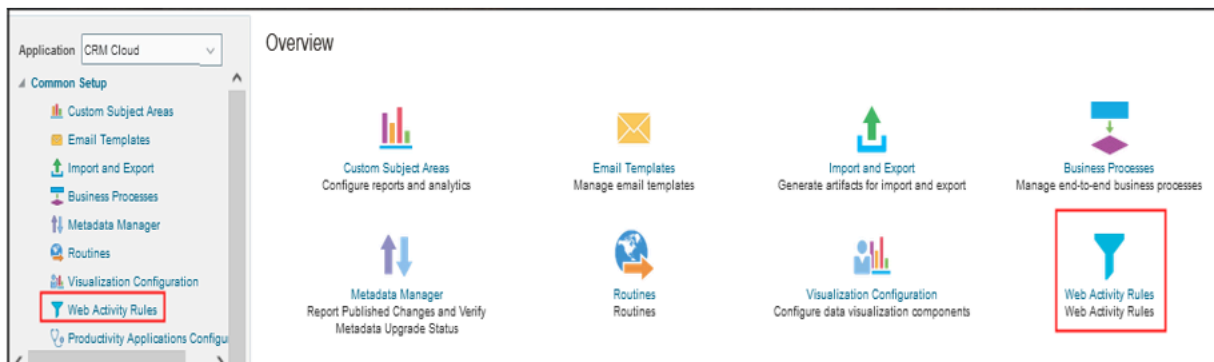 Application CRM Cloud
Common Setup
Custom Subject Areas
Email Templates
Import and Export
Business Processes
Metadata Manager
Routines
Visualization Configuration
Web Activity Rules
Productivity Applications Configu
Overview
Custom Subject Areas
Configure reports and analytics
Email Templates
Manage email templates
Import and Export
Generate artifacts for import and export
Business Processes
Manage end-to-end business processes
Metadata Manager
Report Published Changes and Verify
Metadata Upgrade Status
Routines
Routines
Visualization Configuration
Configure data visualization components
Web Activity Rules
Web Activity Rules